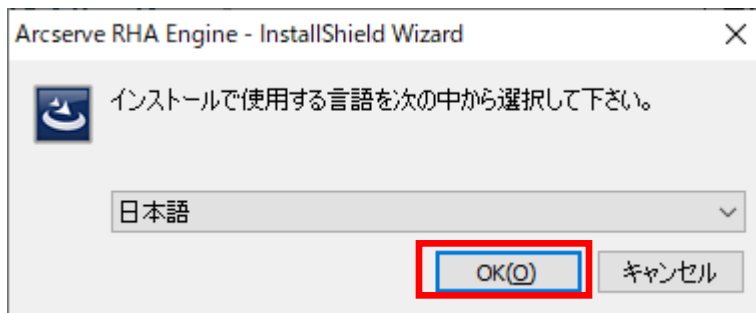 Arcserve RHA Engine - InstallShield Wizard
インストールで使用する言語を次の中から選択して下さい。
日本語
OK(O) キャンセル